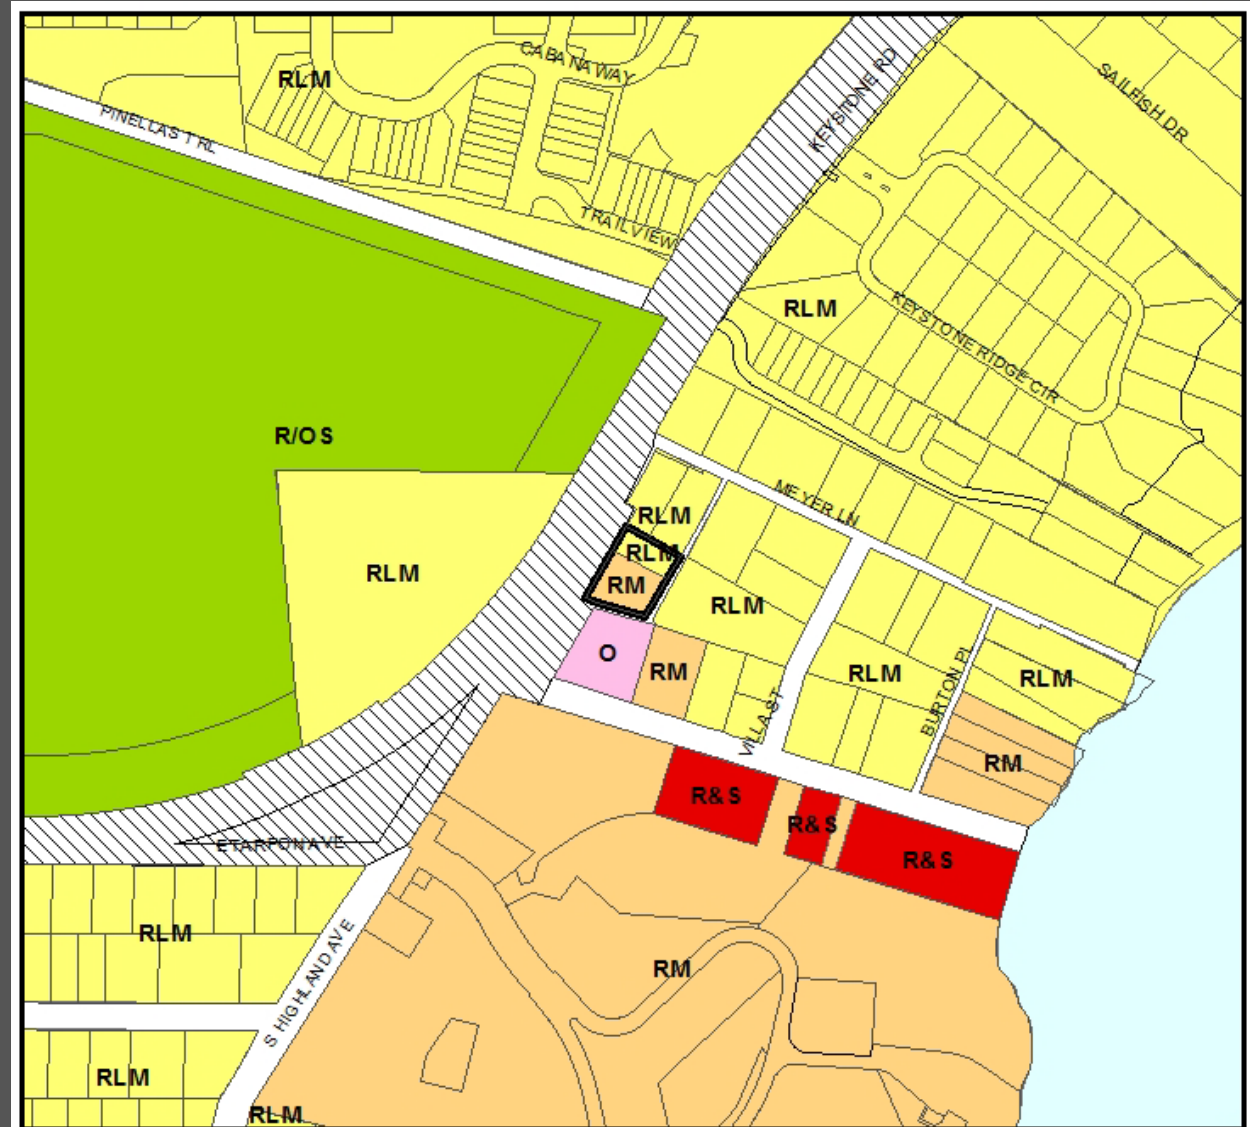 CABANA WAY
RLM
KEYSTONE RD
SAILFISH DR
PINELLAS TRL
TRAILVIEW
RLM
KEYSTONE RIDGE CIR
R/OS
MEYER LN
RLM
RLM
RLM
RM
RLM
O
RM
RLM
RLM
VILLA ST
BURTON PL
RM
R&S
R&S
R&S
E TARPON AVE
RLM
S HIGHLAND AVE
RM
RLM
RLM